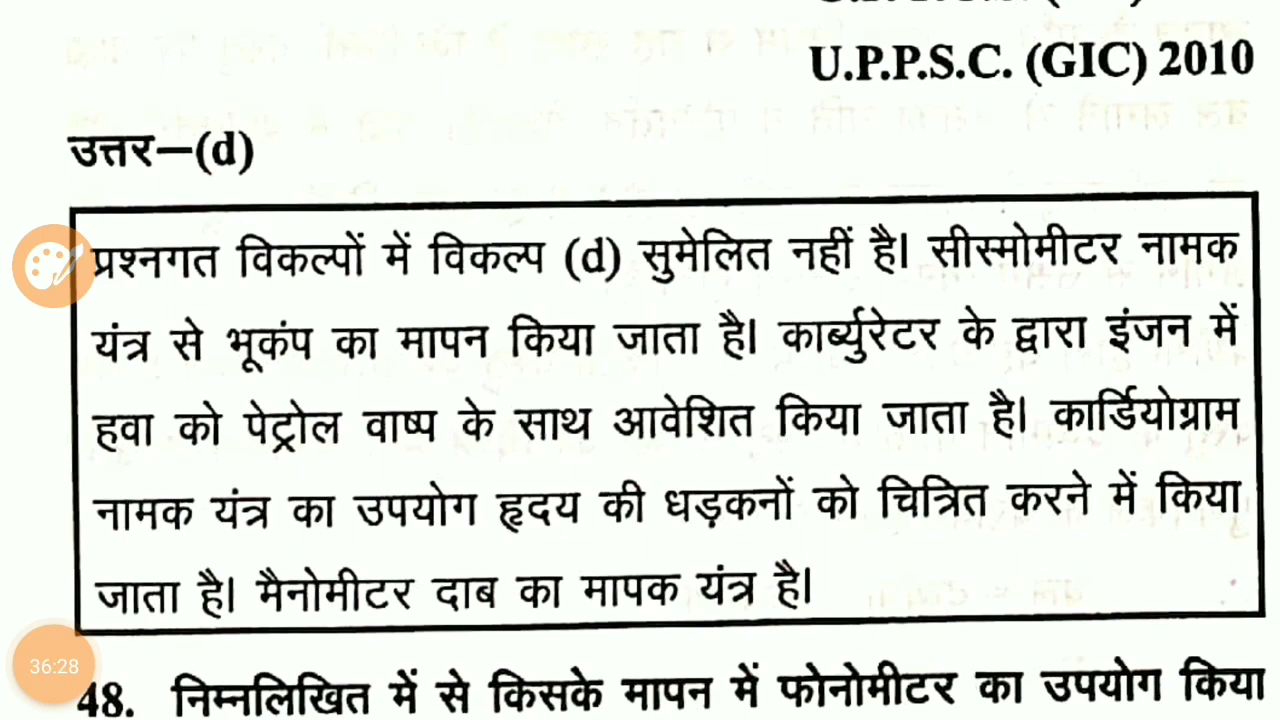 U.P.P.S.C. (GIC) 2010
उत्तर–(d)
प्रश्नगत विकल्पों में विकल्प (d) सुमेलित नहीं है। सीस्मोमीटर नामक
यंत्र से भूकंप का मापन किया जाता है। कार्ब्युरेटर के द्वारा इंजन में
हवा को पेट्रोल वाष्प के साथ आवेशित किया जाता है। कार्डियोग्राम
नामक यंत्र का उपयोग हृदय की धड़कनों को चित्रित करने में किया
जाता है। मैनोमीटर दाब का मापक यंत्र है।
36:28
48. निम्नलिखित में से किसके मापन में फोनोमीटर का उपयोग किया